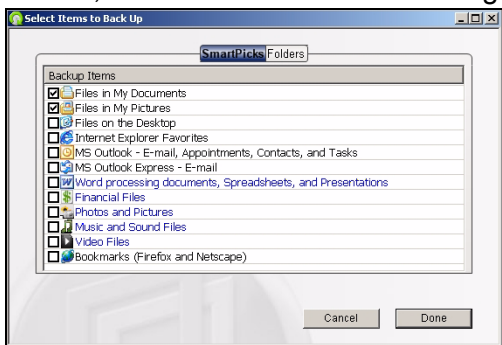 Select Items to Back Up
SmartPicks Folders
Backup Items
Files in My Documents
Files in My Pictures
Files on the Desktop
Internet Explorer Favorites
MS Outlook - E-mail, Appointments, Contacts, and Tasks
MS Outlook Express - E-mail
Word processing documents, Spreadsheets, and Presentations
Financial Files
Photos and Pictures
Music and Sound Files
Video Files
Bookmarks (Firefox and Netscape)
Cancel Done